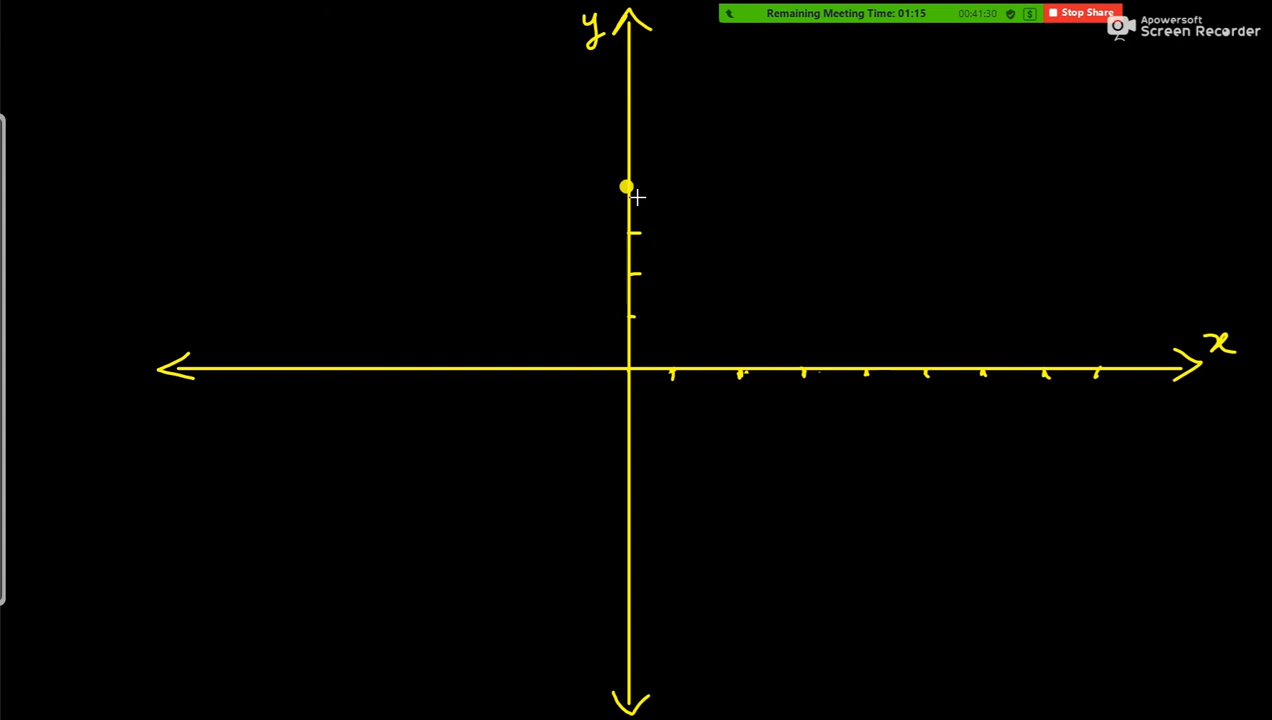 y
Remaining Meeting Time: 01:15 00:41:30 Stop Share
Apowersoft
Screen Recorder
x